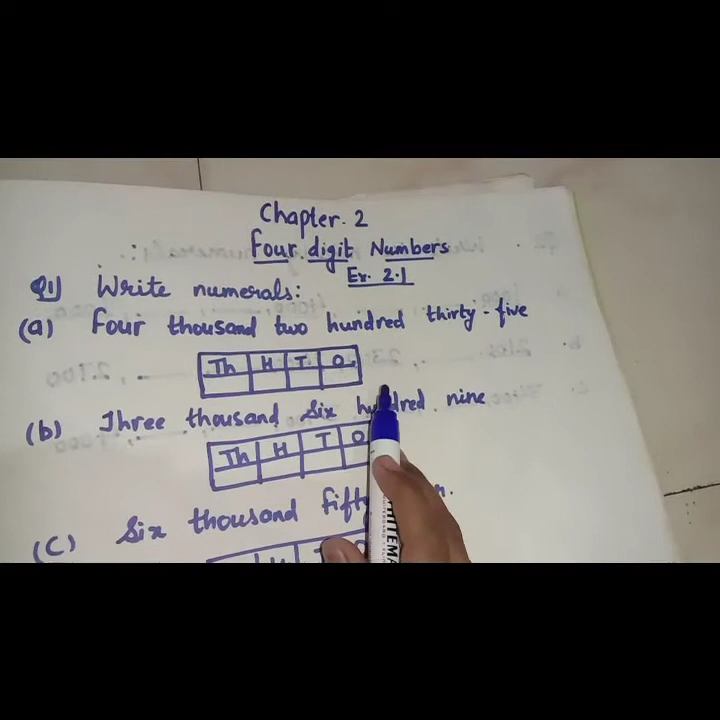 Chapter. 2
Four digit Numbers
Ex. 2.1
Q1) Write numerals:
(a) Four thousand two hundred thirty-five
Th H T. O.
(b) Three thousand Six hundred nine
Th H T O
(C) Six thousand